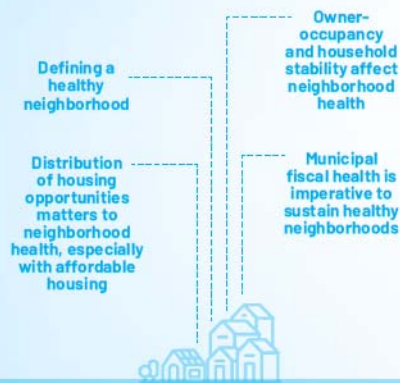 Defining a
healthy
neighborhood
Distribution
of housing
opportunities
matters to
neighborhood
health, especially
with affordable
housing
Owner-
occupancy
and household
stability affect
neighborhood
health
Municipal
fiscal health is
imperative to
sustain healthy
neighborhoods